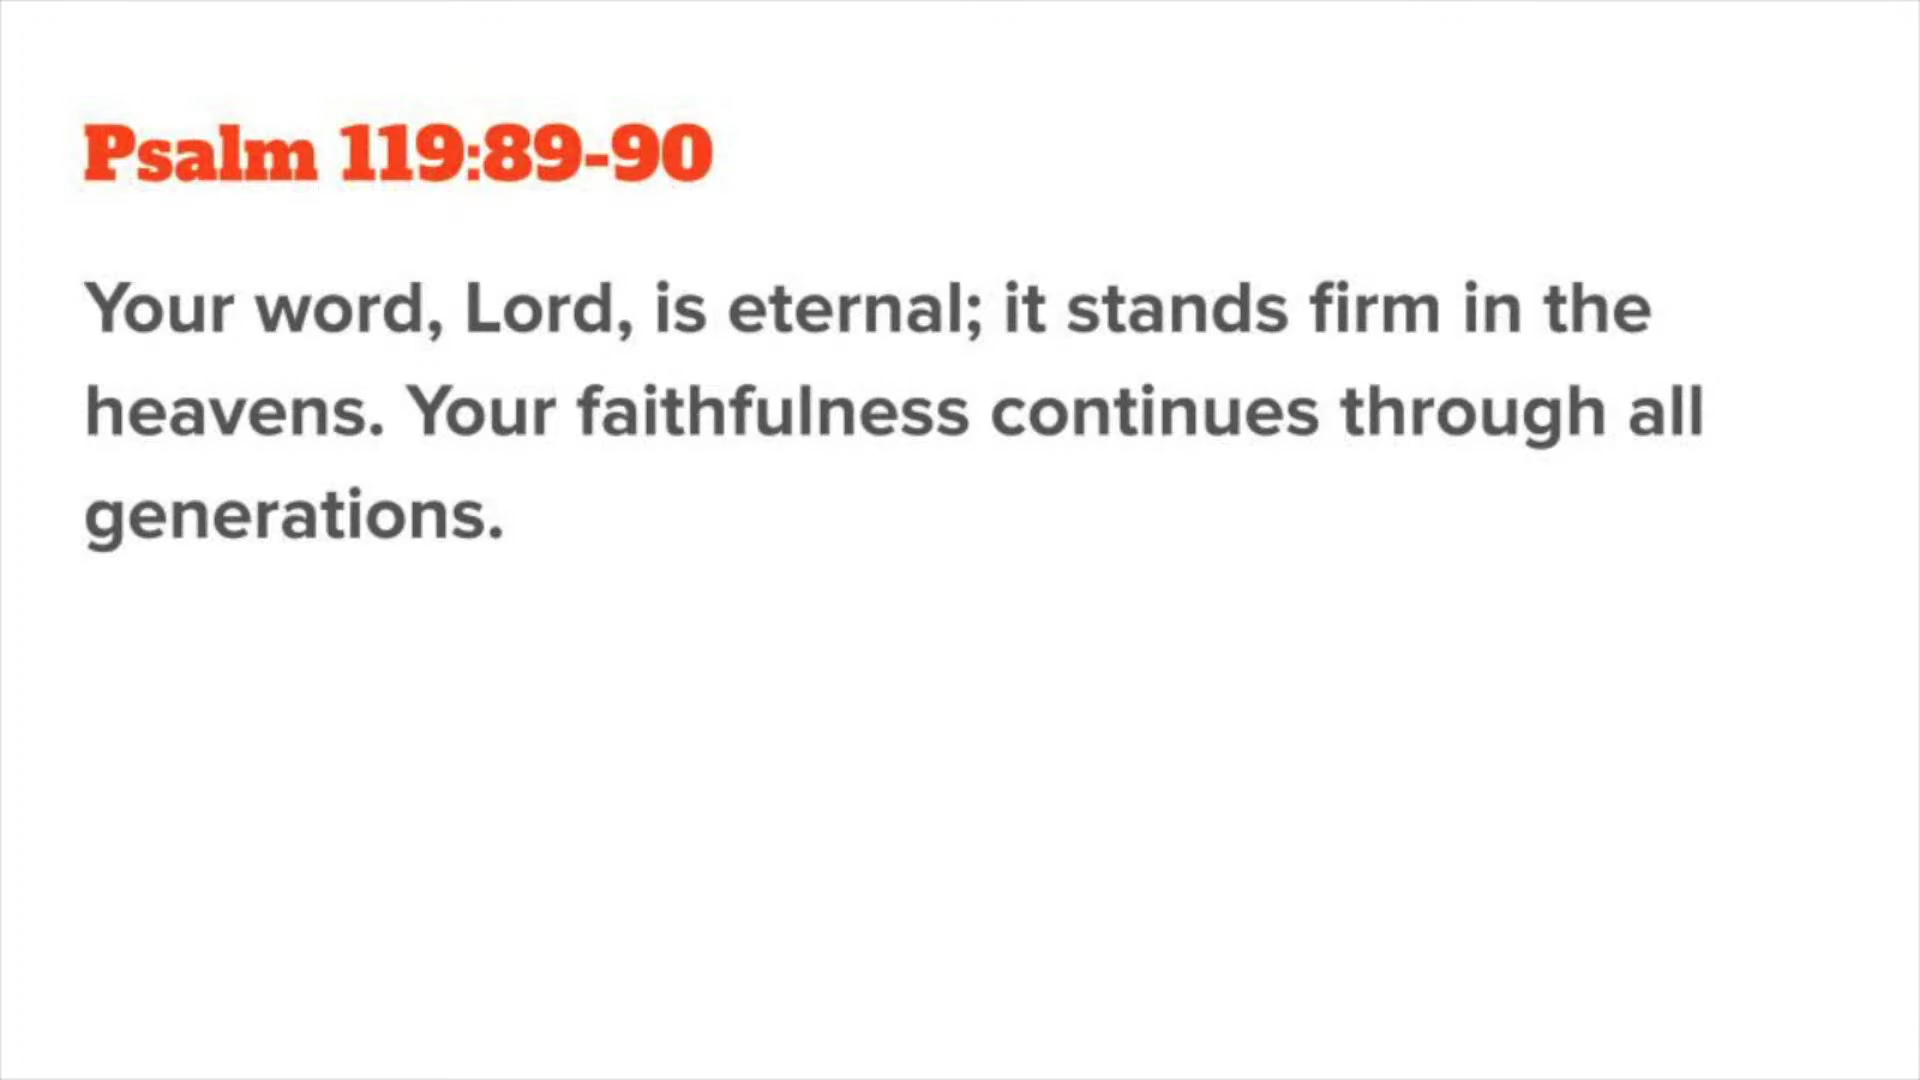 Psalm 119:89-90
Your word, Lord, is eternal; it stands firm in the
heavens. Your faithfulness continues through all
generations.